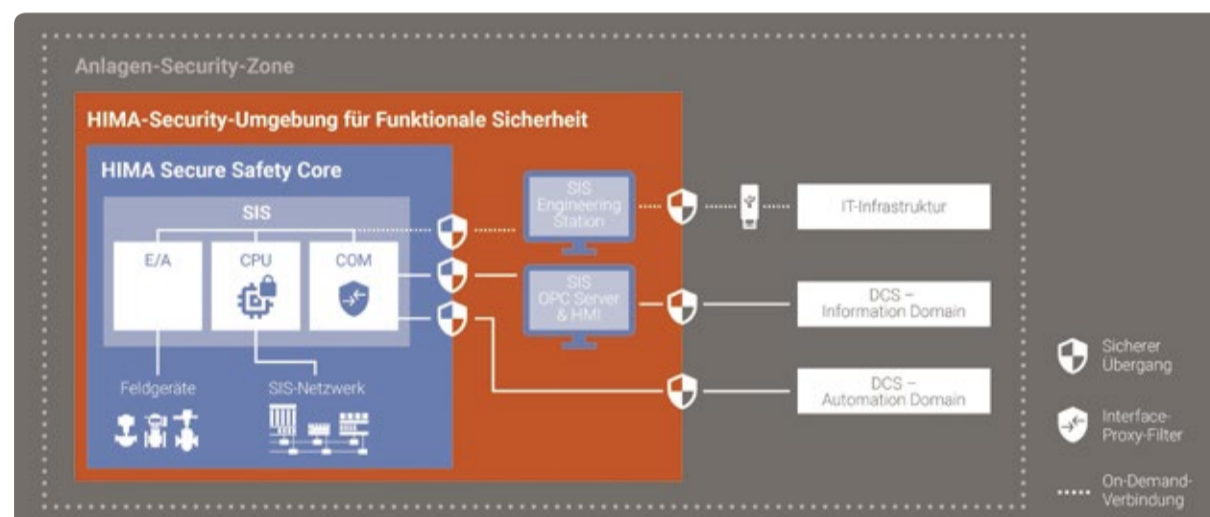 Anlagen-Security-Zone
HIMA-Security-Umgebung für Funktionale Sicherheit
HIMA Secure Safety Core
SIS
E/A
CPU
COM
Feldgeräte
SIS-Netzwerk
SIS
Engineering
Station
SIS
OPC Server
& HMI
IT-Infrastruktur
DCS –
Information Domain
DCS –
Automation Domain
Sicherer
Übergang
Interface-
Proxy-Filter
On-Demand-
Verbindung